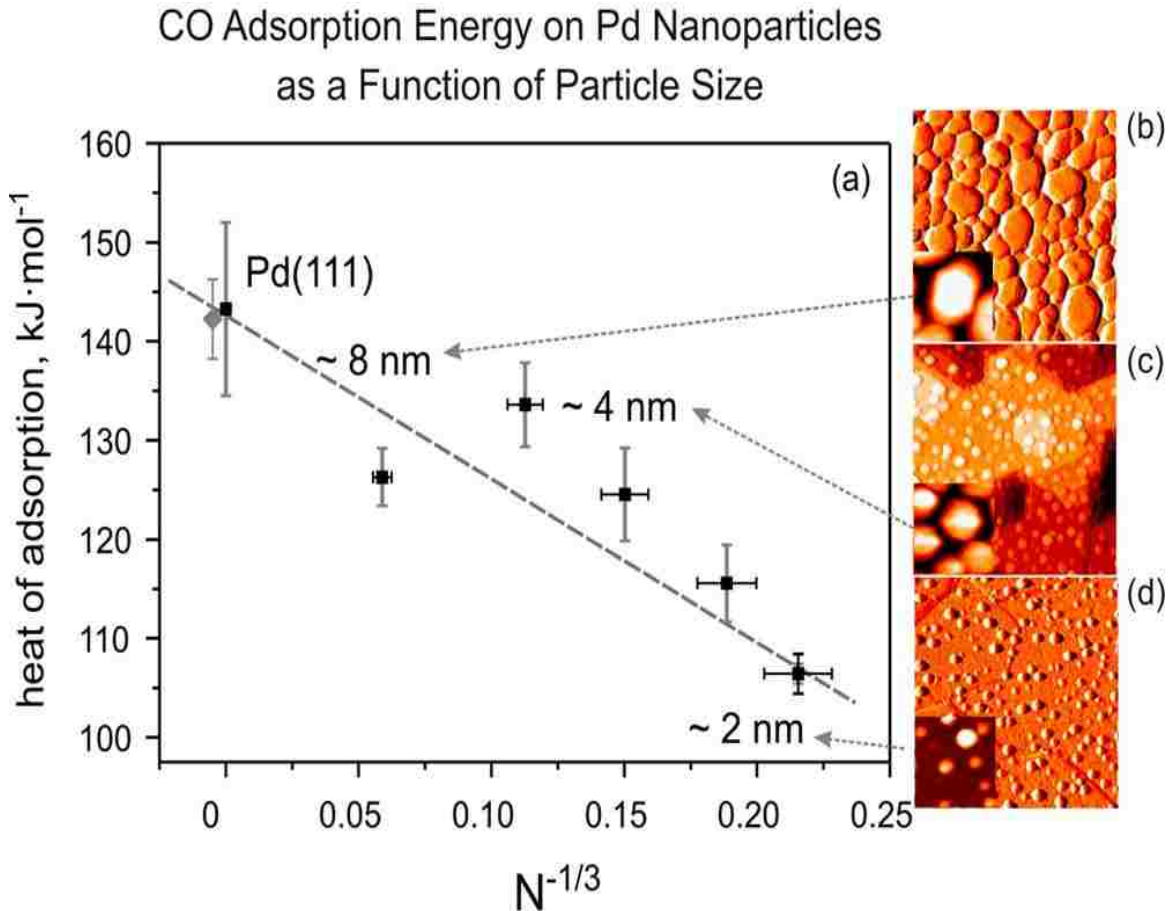 CO Adsorption Energy on Pd Nanoparticles
as a Function of Particle Size
(a)
(b)
(c)
(d)
heat of adsorption, kJ·mol⁻¹
160
150
140
130
120
110
100
Pd(111)
~ 8 nm
~ 4 nm
~ 2 nm
0 0.05 0.10 0.15 0.20 0.25
N⁻¹/³